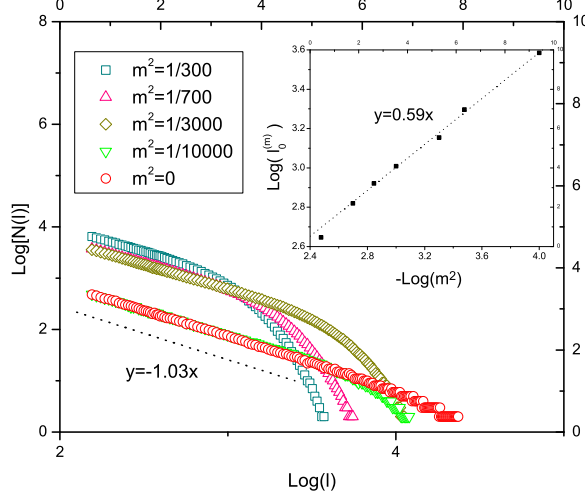 0 2 4 6 8 10
8
6
4
2
0
10
8
6
4
2
0
m²=1/300
m²=1/700
m²=1/3000
m²=1/10000
m²=0
0 2 4 6 8 10
3.6
3.4
3.2
3.0
2.8
2.6
10
8
6
4
2
0
y=0.59x
Log( l₀⁽ᵐ⁾ )
2.4 2.8 3.2 3.6 4.0
-Log(m²)
Log[N(l)]
y=-1.03x
2 4
Log(l)